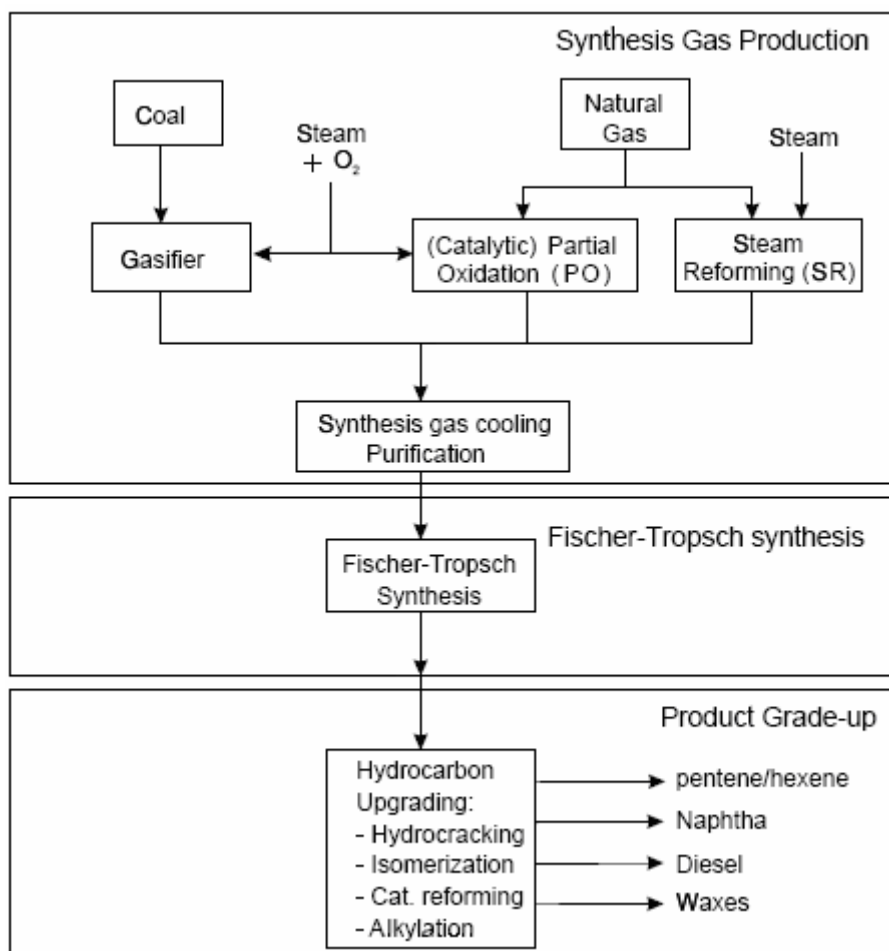 Synthesis Gas Production
Coal
Steam
+ O₂
Natural
Gas
Steam
Gasifier
(Catalytic) Partial
Oxidation (PO)
Steam
Reforming (SR)
Synthesis gas cooling
Purification
Fischer-Tropsch synthesis
Fischer-Tropsch
Synthesis
Product Grade-up
Hydrocarbon
Upgrading:
- Hydrocracking
- Isomerization
- Cat. reforming
- Alkylation
pentene/hexene
Naphtha
Diesel
Waxes